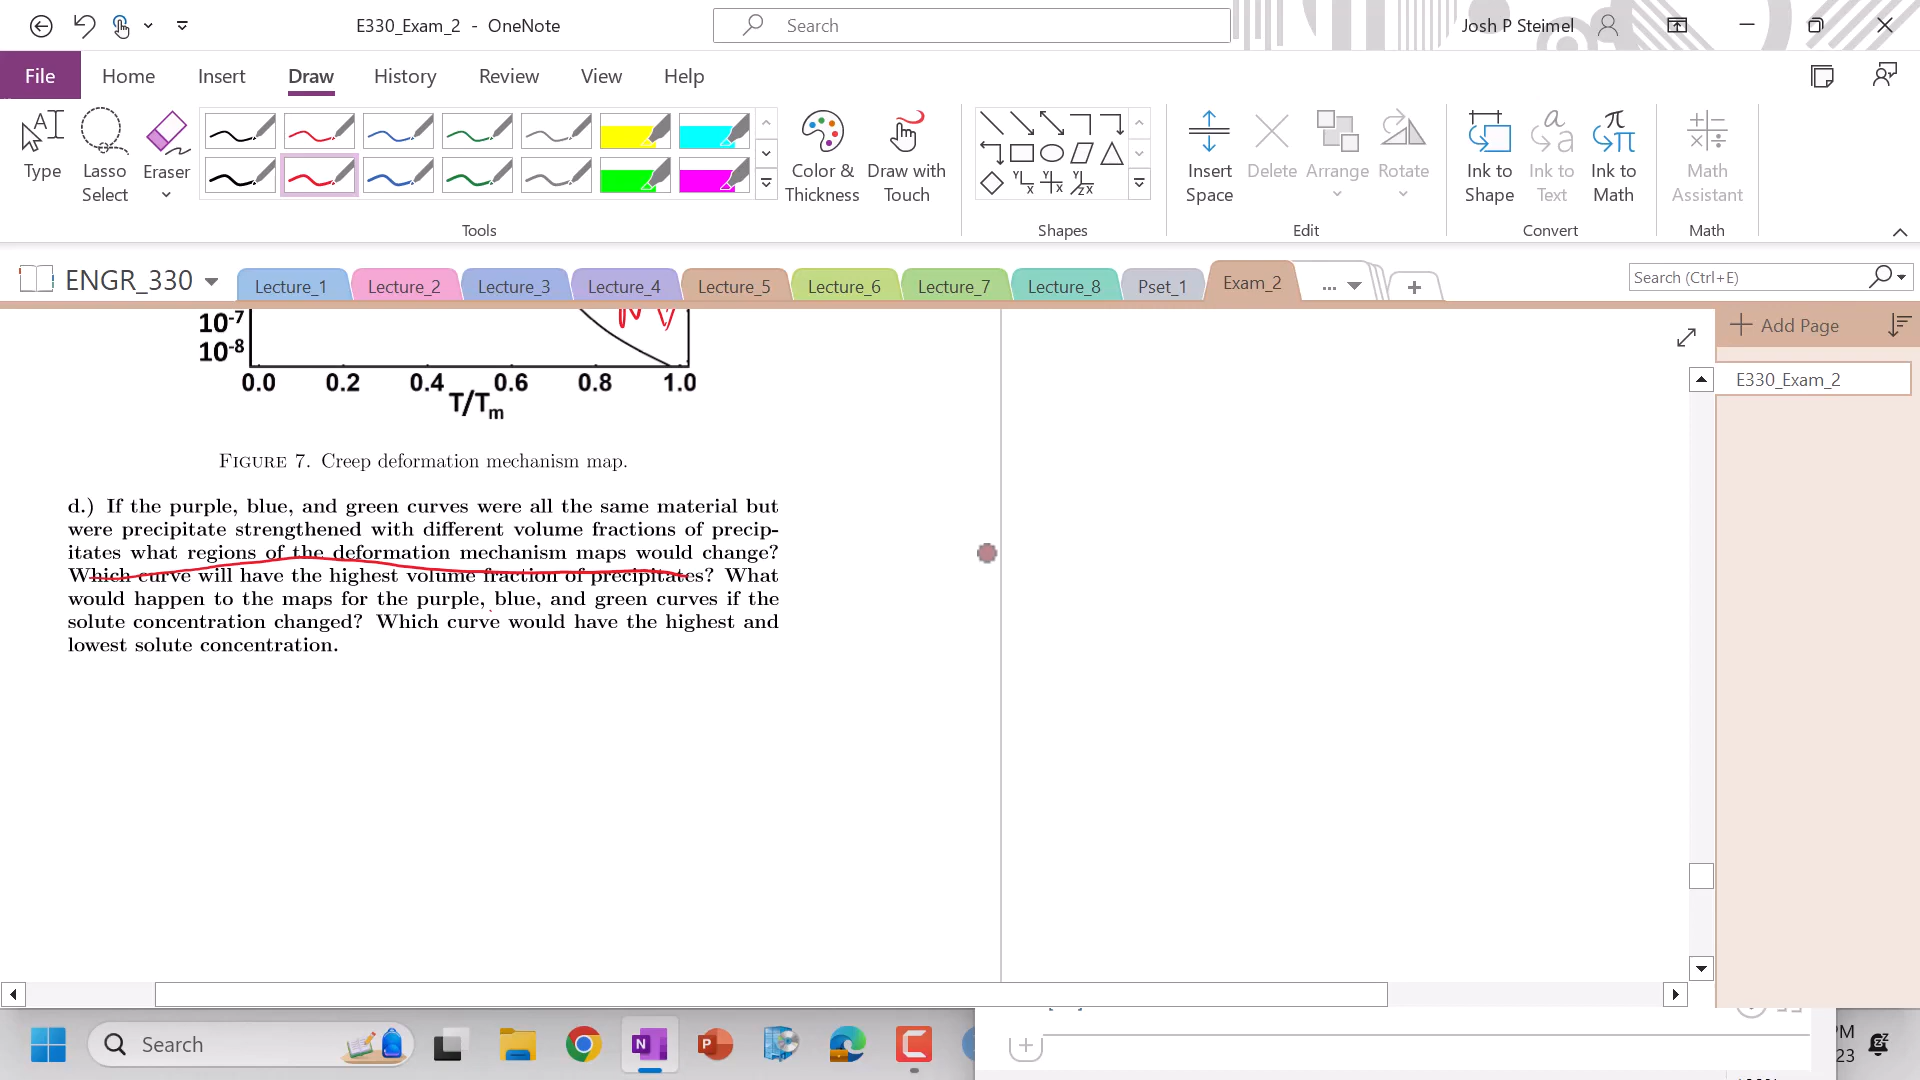 E330_Exam_2 - OneNote
Search
Josh P Steimel
File Home Insert Draw History Review View Help
Type
Lasso Select
Eraser
Color & Thickness
Draw with Touch
Insert Space
Delete
Arrange
Rotate
Ink to Shape
Ink to Text
Ink to Math
Math Assistant
Tools Shapes Edit Convert Math
ENGR_330 Lecture_1 Lecture_2 Lecture_3 Lecture_4 Lecture_5 Lecture_6 Lecture_7 Lecture_8 Pset_1 Exam_2 ...
Search (Ctrl+E)
Add Page
E330_Exam_2
10-7
10-8
0.0 0.2 0.4 0.6 0.8 1.0
T/Tm
FIGURE 7. Creep deformation mechanism map.
d.) If the purple, blue, and green curves were all the same material but
were precipitate strengthened with different volume fractions of precip-
itates what regions of the deformation mechanism maps would change?
Which curve will have the highest volume fraction of precipitates? What
would happen to the maps for the purple, blue, and green curves if the
solute concentration changed? Which curve would have the highest and
lowest solute concentration.
Search